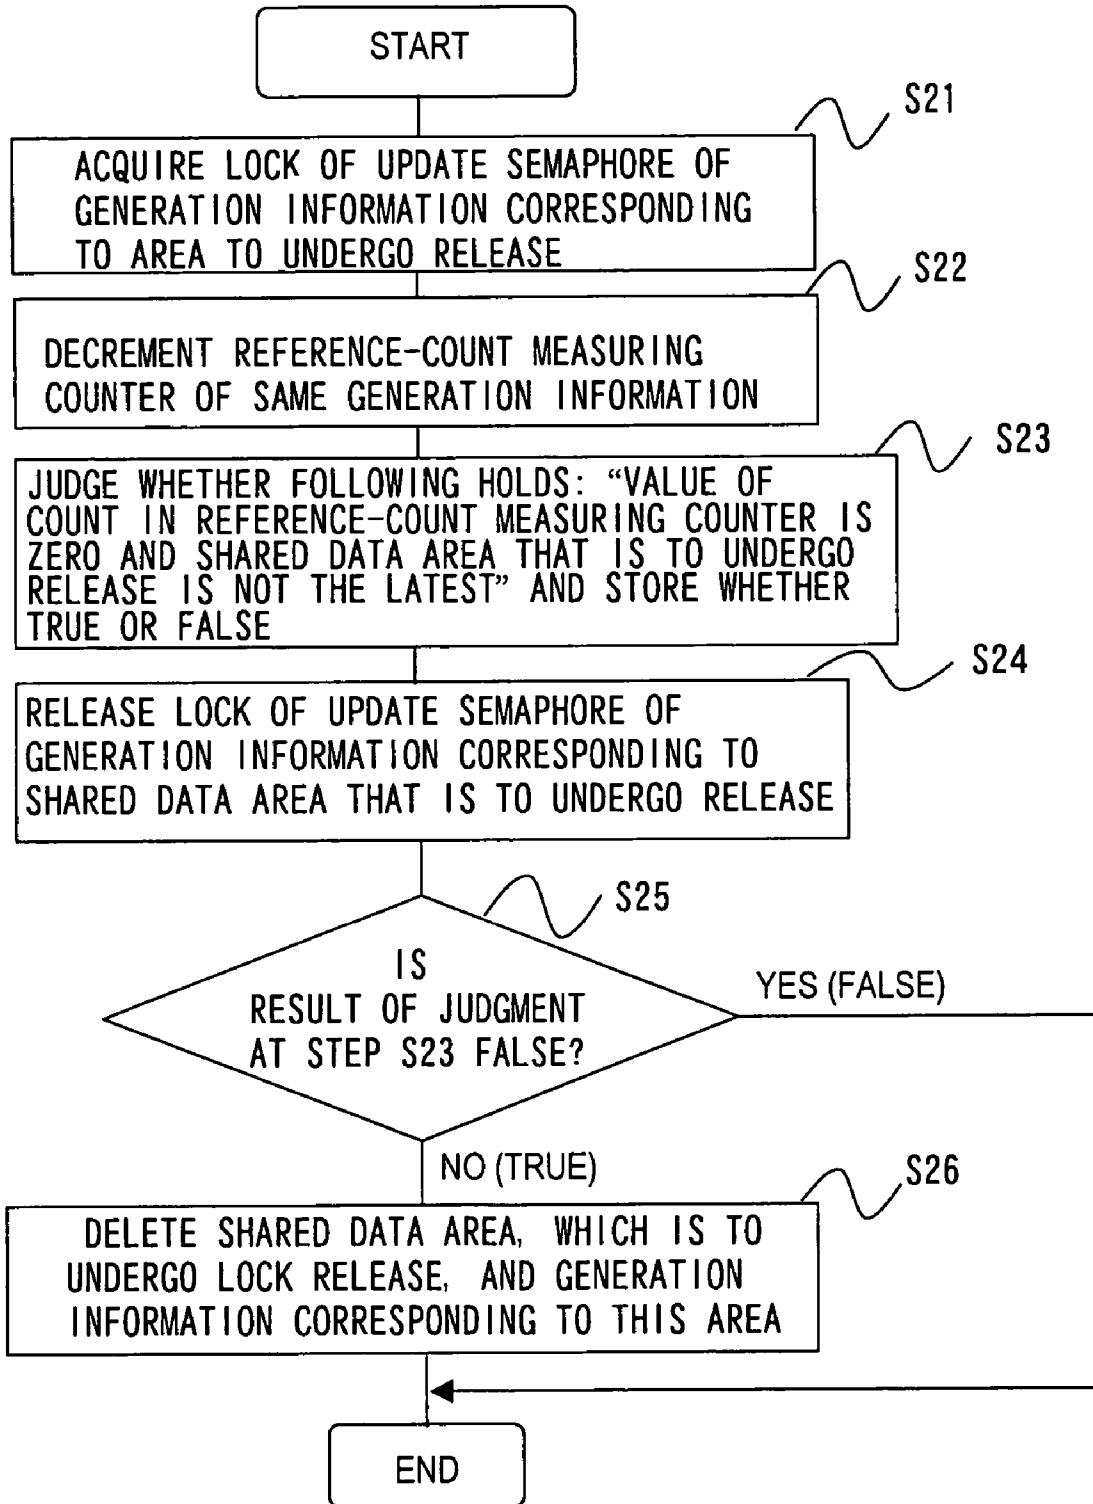 START
S21
ACQUIRE LOCK OF UPDATE SEMAPHORE OF
GENERATION INFORMATION CORRESPONDING
TO AREA TO UNDERGO RELEASE
S22
DECREMENT REFERENCE-COUNT MEASURING
COUNTER OF SAME GENERATION INFORMATION
S23
JUDGE WHETHER FOLLOWING HOLDS: “VALUE OF
COUNT IN REFERENCE-COUNT MEASURING COUNTER IS
ZERO AND SHARED DATA AREA THAT IS TO UNDERGO
RELEASE IS NOT THE LATEST” AND STORE WHETHER
TRUE OR FALSE
S24
RELEASE LOCK OF UPDATE SEMAPHORE OF
GENERATION INFORMATION CORRESPONDING TO
SHARED DATA AREA THAT IS TO UNDERGO RELEASE
S25
IS
RESULT OF JUDGMENT
AT STEP S23 FALSE?
YES (FALSE)
NO (TRUE)
S26
DELETE SHARED DATA AREA, WHICH IS TO
UNDERGO LOCK RELEASE, AND GENERATION
INFORMATION CORRESPONDING TO THIS AREA
END